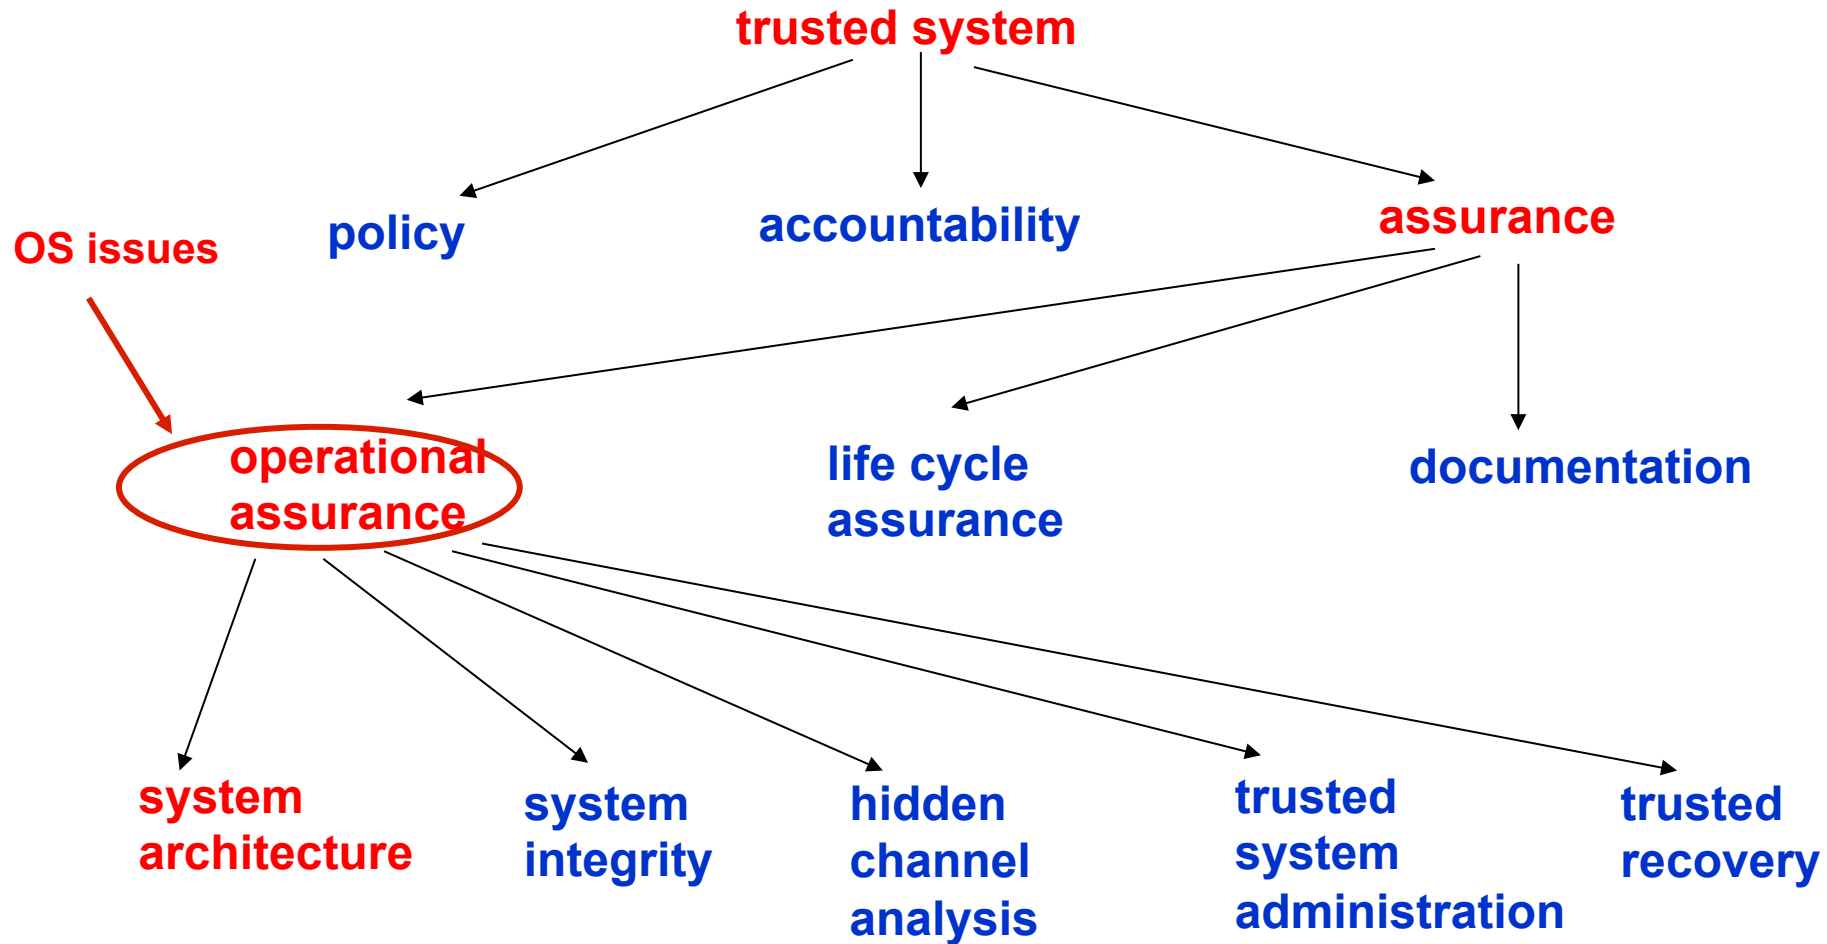 trusted system
policy
accountability
assurance
OS issues
operational
assurance
life cycle
assurance
documentation
system
architecture
system
integrity
hidden
channel
analysis
trusted
system
administration
trusted
recovery